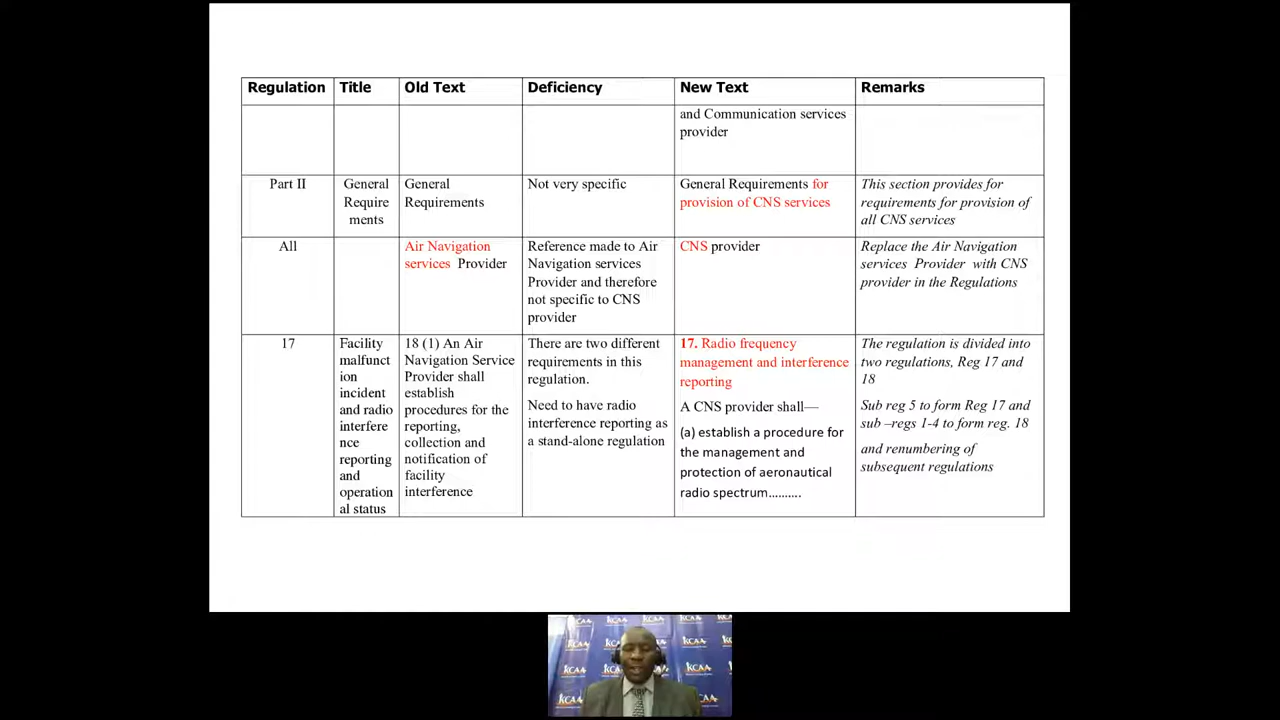 Regulation Title Old Text Deficiency New Text Remarks
and Communication services
provider
Part II
General
Require
ments
General
Requirements
Not very specific
General Requirements for
provision of CNS services
This section provides for
requirements for provision of
all CNS services
All
Air Navigation
services Provider
Reference made to Air
Navigation services
Provider and therefore
not specific to CNS
provider
CNS provider
Replace the Air Navigation
services Provider with CNS
provider in the Regulations
17
Facility
malfunct
ion
incident
and radio
interfere
nce
reporting
and
operation
al status
18 (1) An Air
Navigation Service
Provider shall
establish
procedures for the
reporting,
collection and
notification of
facility
interference
There are two different
requirements in this
regulation.
Need to have radio
interference reporting as
a stand-alone regulation
17. Radio frequency
management and interference
reporting
A CNS provider shall—
(a) establish a procedure for
the management and
protection of aeronautical
radio spectrum……….
The regulation is divided into
two regulations, Reg 17 and
18
Sub reg 5 to form Reg 17 and
sub –regs 1-4 to form reg. 18
and renumbering of
subsequent regulations
KCAA
KCAA
KCAA
KCAA
KCAA
KCAA
KCAA